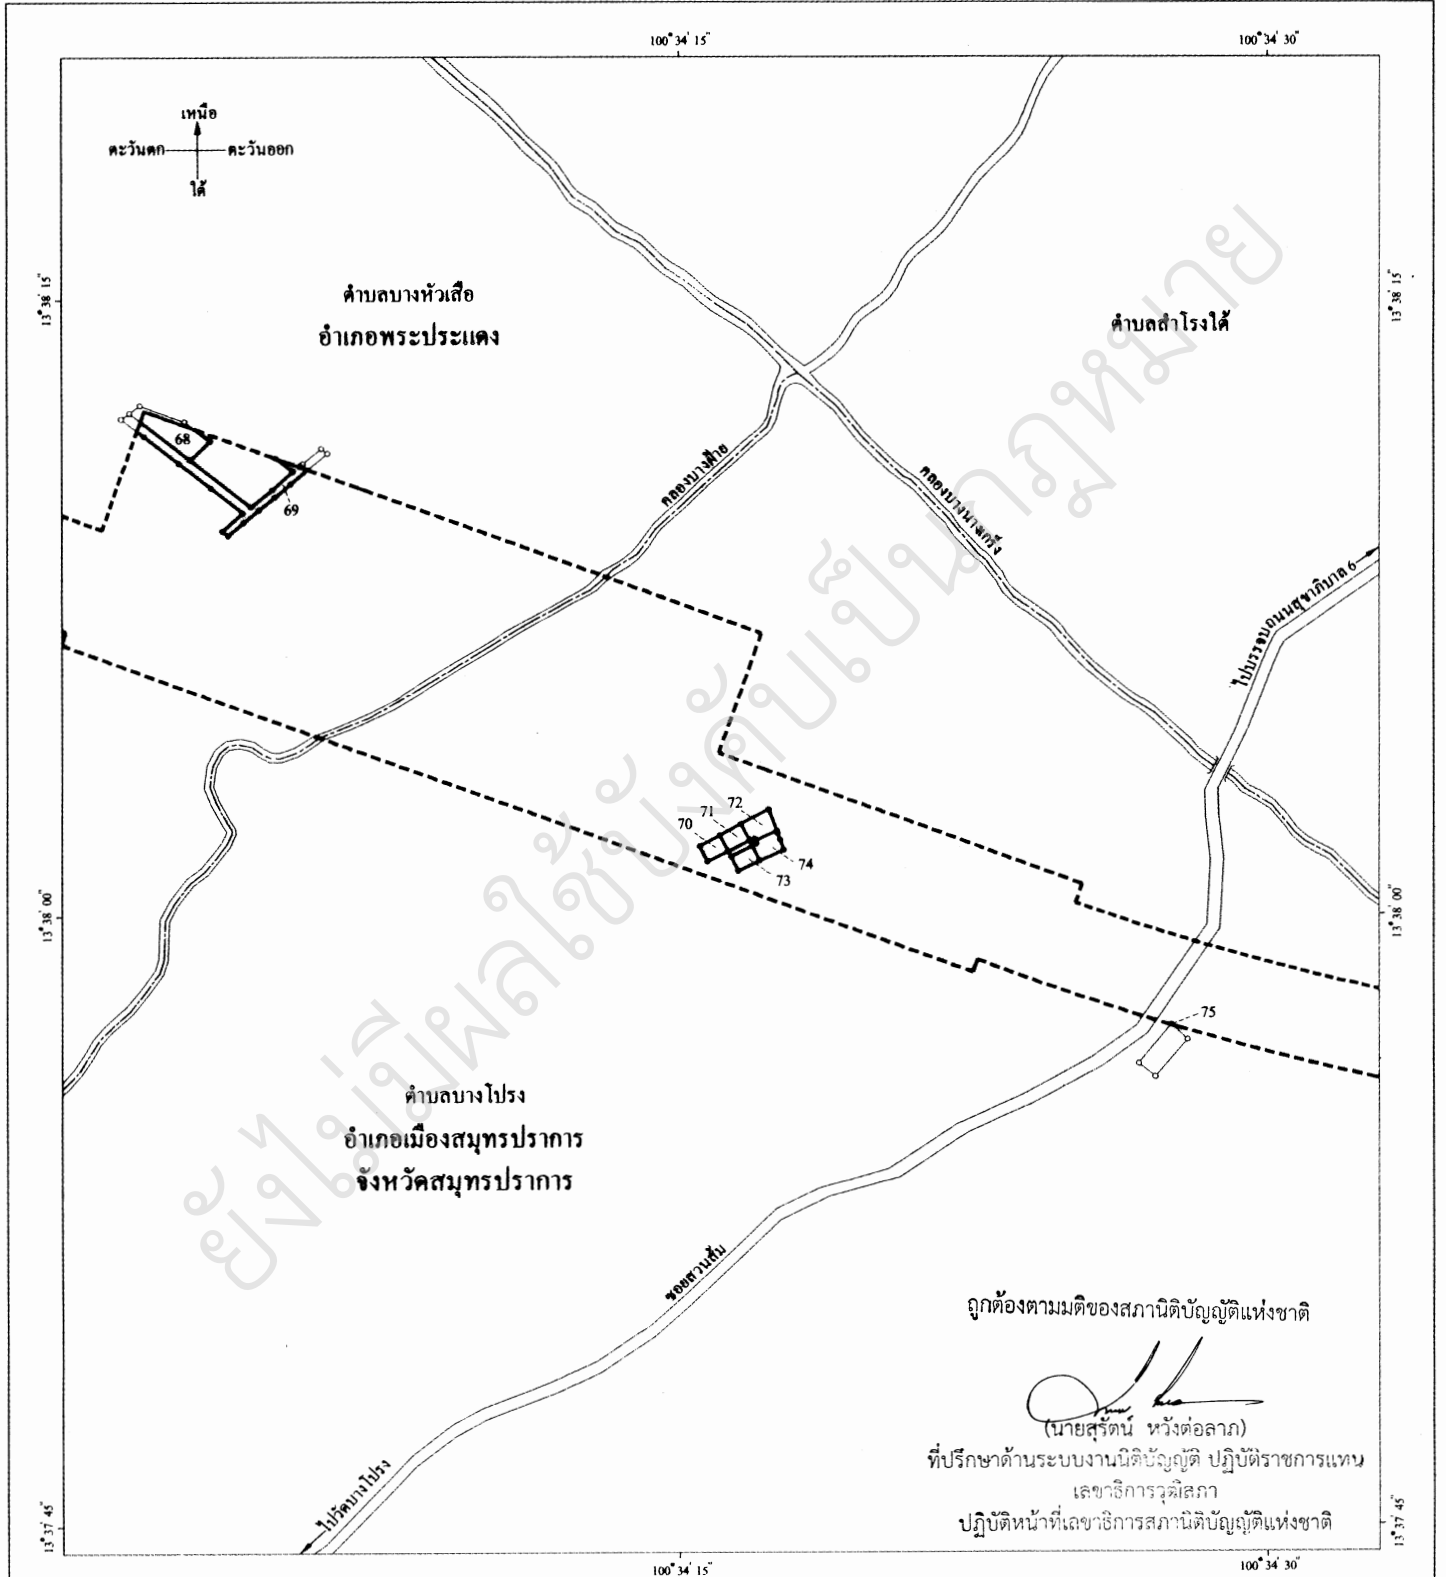 100° 34' 15"
100° 34' 30"
เหนือ
ตะวันตก
ตะวันออก
ใต้
13° 38' 15"
13° 38' 15"
ตำบลบางหัวเสือ
อำเภอพระประแดง
ตำบลสำโรงใต้
68
69
คลองบางฝ้าย
คลองบางนางเกร็ง
ไปบรรจบถนนสุขาภิบาล 6
72
71
70
74
73
13° 38' 00"
13° 38' 00"
75
ตำบลบางโปรง
อำเภอเมืองสมุทรปราการ
จังหวัดสมุทรปราการ
ซอยสวนส้ม
ไปวัดบางโปรง
ยังไม่มีผลใช้บังคับเป็นกฎหมาย
ถูกต้องตามมติของสภานิติบัญญัติแห่งชาติ
(นายสุรัตน์ หวังต่อลาภ)
ที่ปรึกษาด้านระบบงานนิติบัญญัติ ปฏิบัติราชการแทน
เลขาธิการวุฒิสภา
ปฏิบัติหน้าที่เลขาธิการสภานิติบัญญัติแห่งชาติ
13° 37' 45"
13° 37' 45"
100° 34' 15"
100° 34' 30"